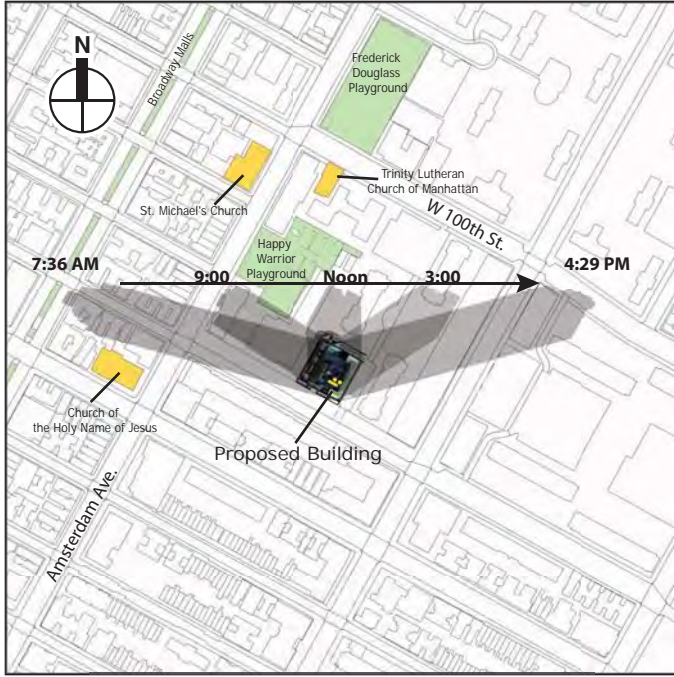 N
Broadway Malls
Frederick
Douglass
Playground
St. Michael's Church
Trinity Lutheran
Church of Manhattan
W 100th St.
Happy
Warrior
Playground
7:36 AM
9:00
Noon
3:00
4:29 PM
Church of
the Holy Name of Jesus
Proposed Building
Amsterdam Ave.